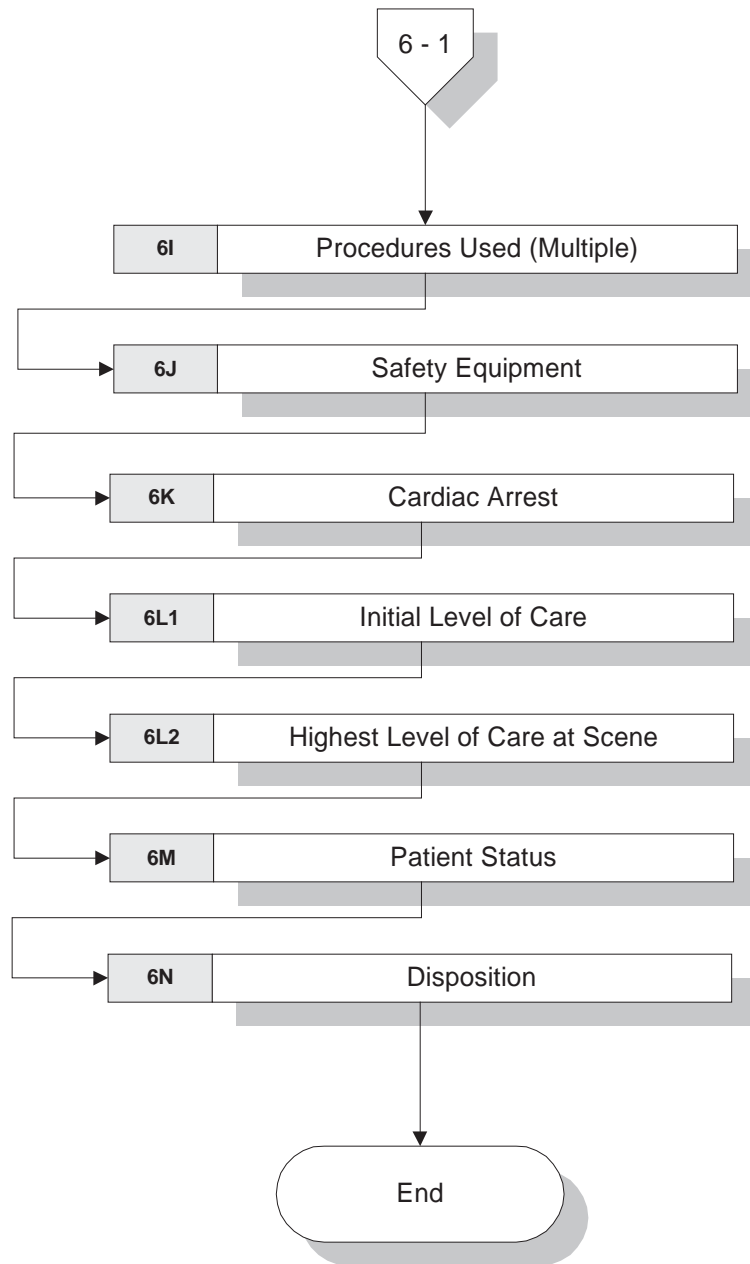 6 - 1
6I Procedures Used (Multiple)
6J Safety Equipment
6K Cardiac Arrest
6L1 Initial Level of Care
6L2 Highest Level of Care at Scene
6M Patient Status
6N Disposition
End